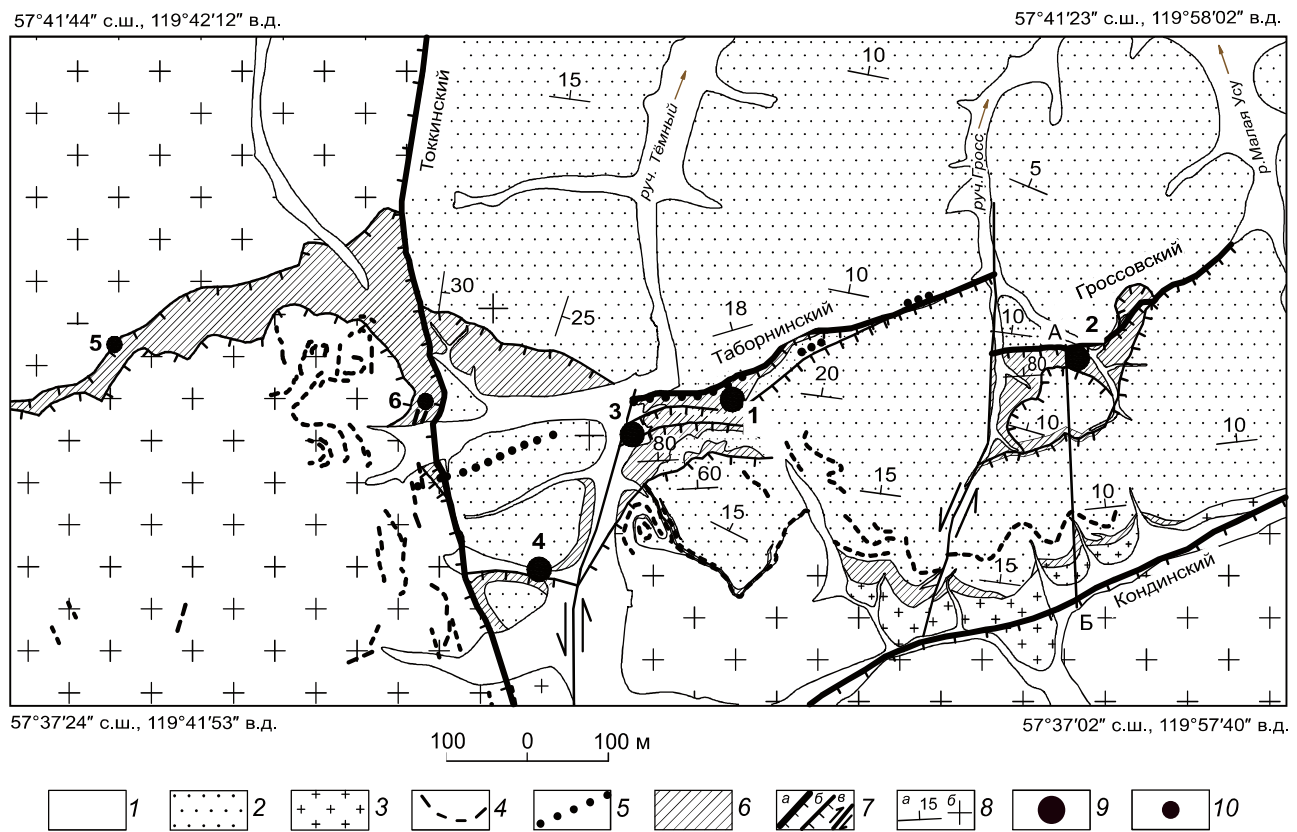 57°41′44″ с.ш., 119°42′12″ в.д.
57°41′23″ с.ш., 119°58′02″ в.д.
Токкинский
15
10
руч. Тёмный
руч. Гросс
р. Малая Усу
5
30
25
18
10
Таборнинский
20
Гроссовский
10
А
2
80
10
10
5
6
3
1
80
60
15
15
10
4
15
Кондинский
Б
57°37′24″ с.ш., 119°41′53″ в.д.
57°37′02″ с.ш., 119°57′40″ в.д.
100 0 100 м
1 2 3 4 5 6 а б в 7 а 15 б 8 9 10